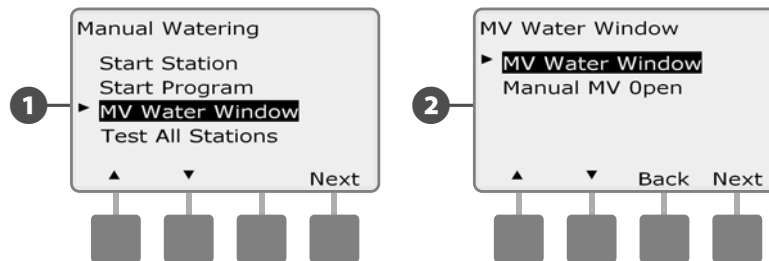 Manual Watering
Start Station
Start Program
► MV Water Window
Test All Stations
▲ ▼ Next
1
MV Water Window
► MV Water Window
Manual MV 0pen
▲ ▼ Back Next
2